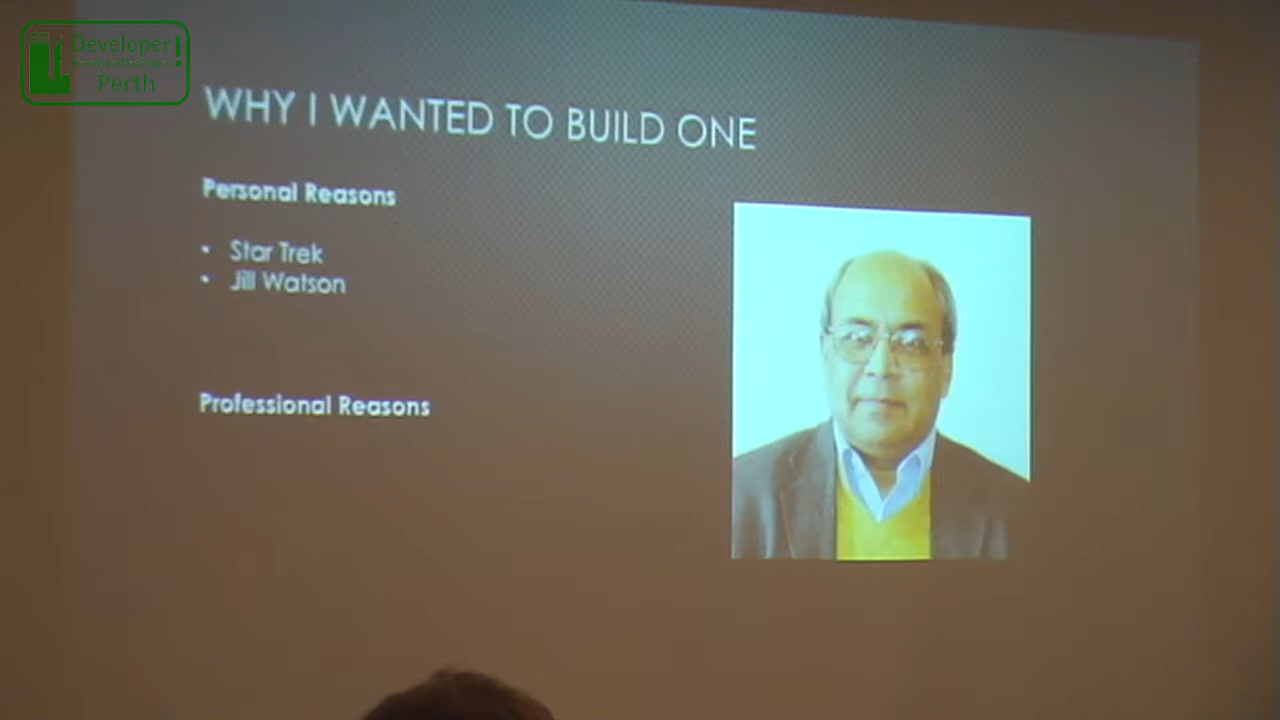 Developer
Perth
WHY I WANTED TO BUILD ONE
Personal Reasons
• Star Trek
• Jill Watson
Professional Reasons